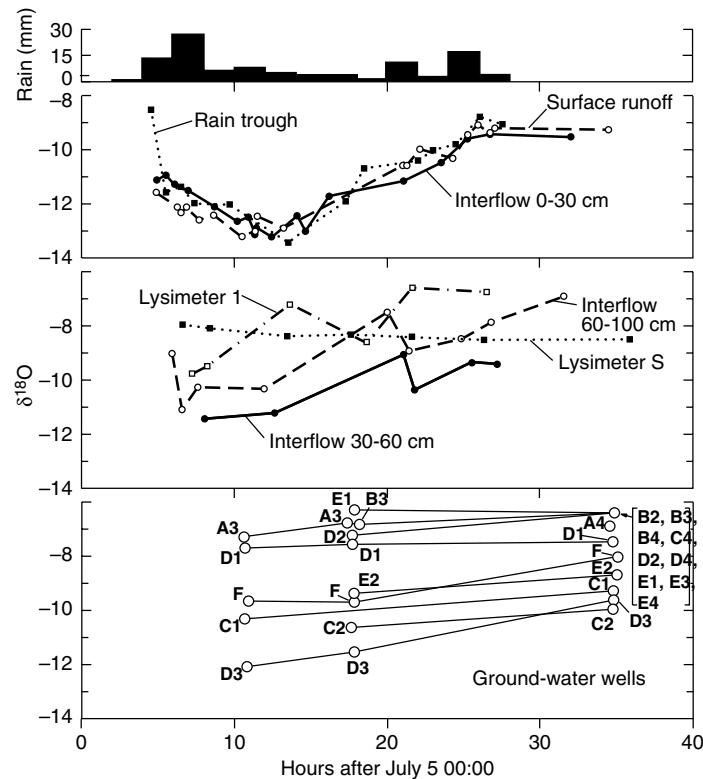 Rain (mm)
30
15
0
−8
−10
−12
−14
Rain trough
Surface runoff
Interflow 0-30 cm
−8
−10
−12
−14
δ18O
Lysimeter 1
Interflow
60-100 cm
Lysimeter S
Interflow 30-60 cm
−8
−10
−12
−14
E1
B3
A3
A3
D2
D1
D1
A4
D1
B2, B3,
B4, C4,
D2, D4,
E1, E3,
E4
F
F
E2
F
E2
C1
C1
C2
D3
C2
D3
D3
Ground-water wells
0
10
20
30
40
Hours after July 5 00:00